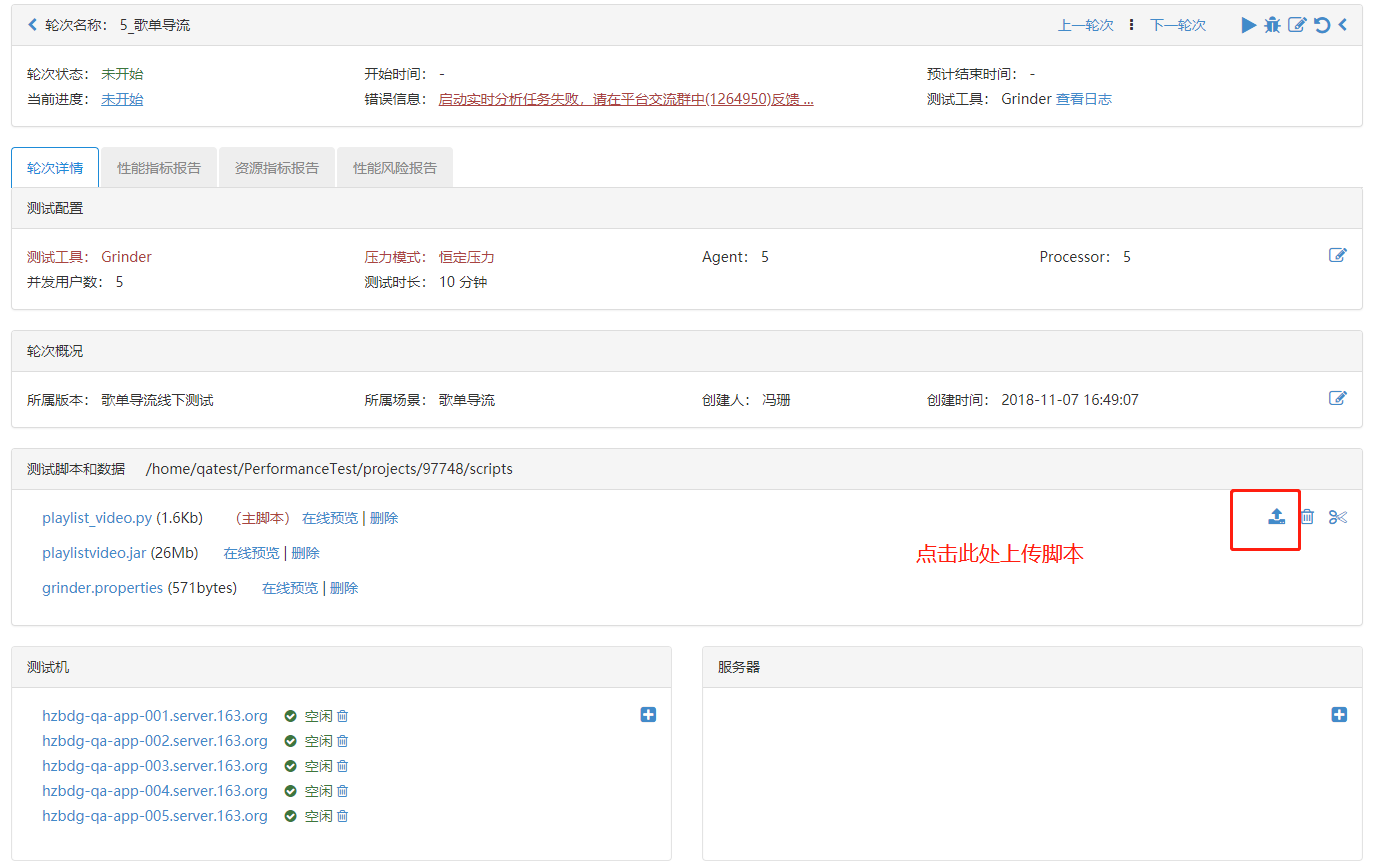 轮次名称： 5_歌单导流 上一轮次 下一轮次
轮次状态： 未开始 开始时间： - 预计结束时间： -
当前进度： 未开始 错误信息： 启动实时分析任务失败，请在平台交流群中(1264950)反馈 ... 测试工具： Grinder 查看日志
轮次详情 性能指标报告 资源指标报告 性能风险报告
测试配置
测试工具： Grinder 压力模式： 恒定压力 Agent： 5 Processor： 5
并发用户数： 5 测试时长： 10 分钟
轮次概况
所属版本： 歌单导流线下测试 所属场景： 歌单导流 创建人： 冯珊 创建时间： 2018-11-07 16:49:07
测试脚本和数据 /home/qatest/PerformanceTest/projects/97748/scripts
playlist_video.py (1.6Kb) （主脚本） 在线预览 | 删除
playlistvideo.jar (26Mb) 在线预览 | 删除
点击此处上传脚本
grinder.properties (571bytes) 在线预览 | 删除
测试机 服务器
hzbdg-qa-app-001.server.163.org 空闲
hzbdg-qa-app-002.server.163.org 空闲
hzbdg-qa-app-003.server.163.org 空闲
hzbdg-qa-app-004.server.163.org 空闲
hzbdg-qa-app-005.server.163.org 空闲